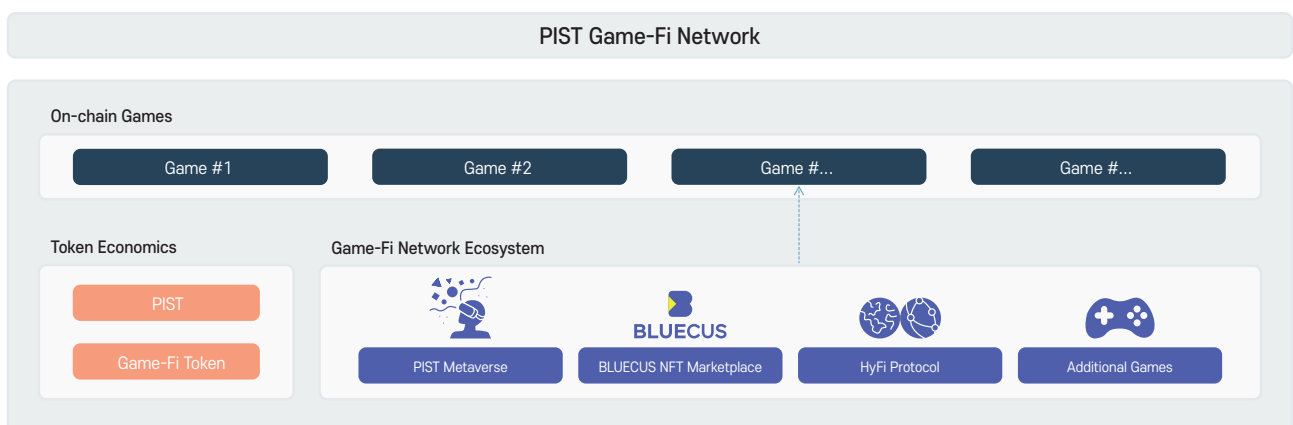 PIST Game-Fi Network
On-chain Games
Game #1
Game #2
Game #...
Game #...
Token Economics
PIST
Game-Fi Token
Game-Fi Network Ecosystem
BLUECUS
PIST Metaverse
BLUECUS NFT Marketplace
HyFi Protocol
Additional Games